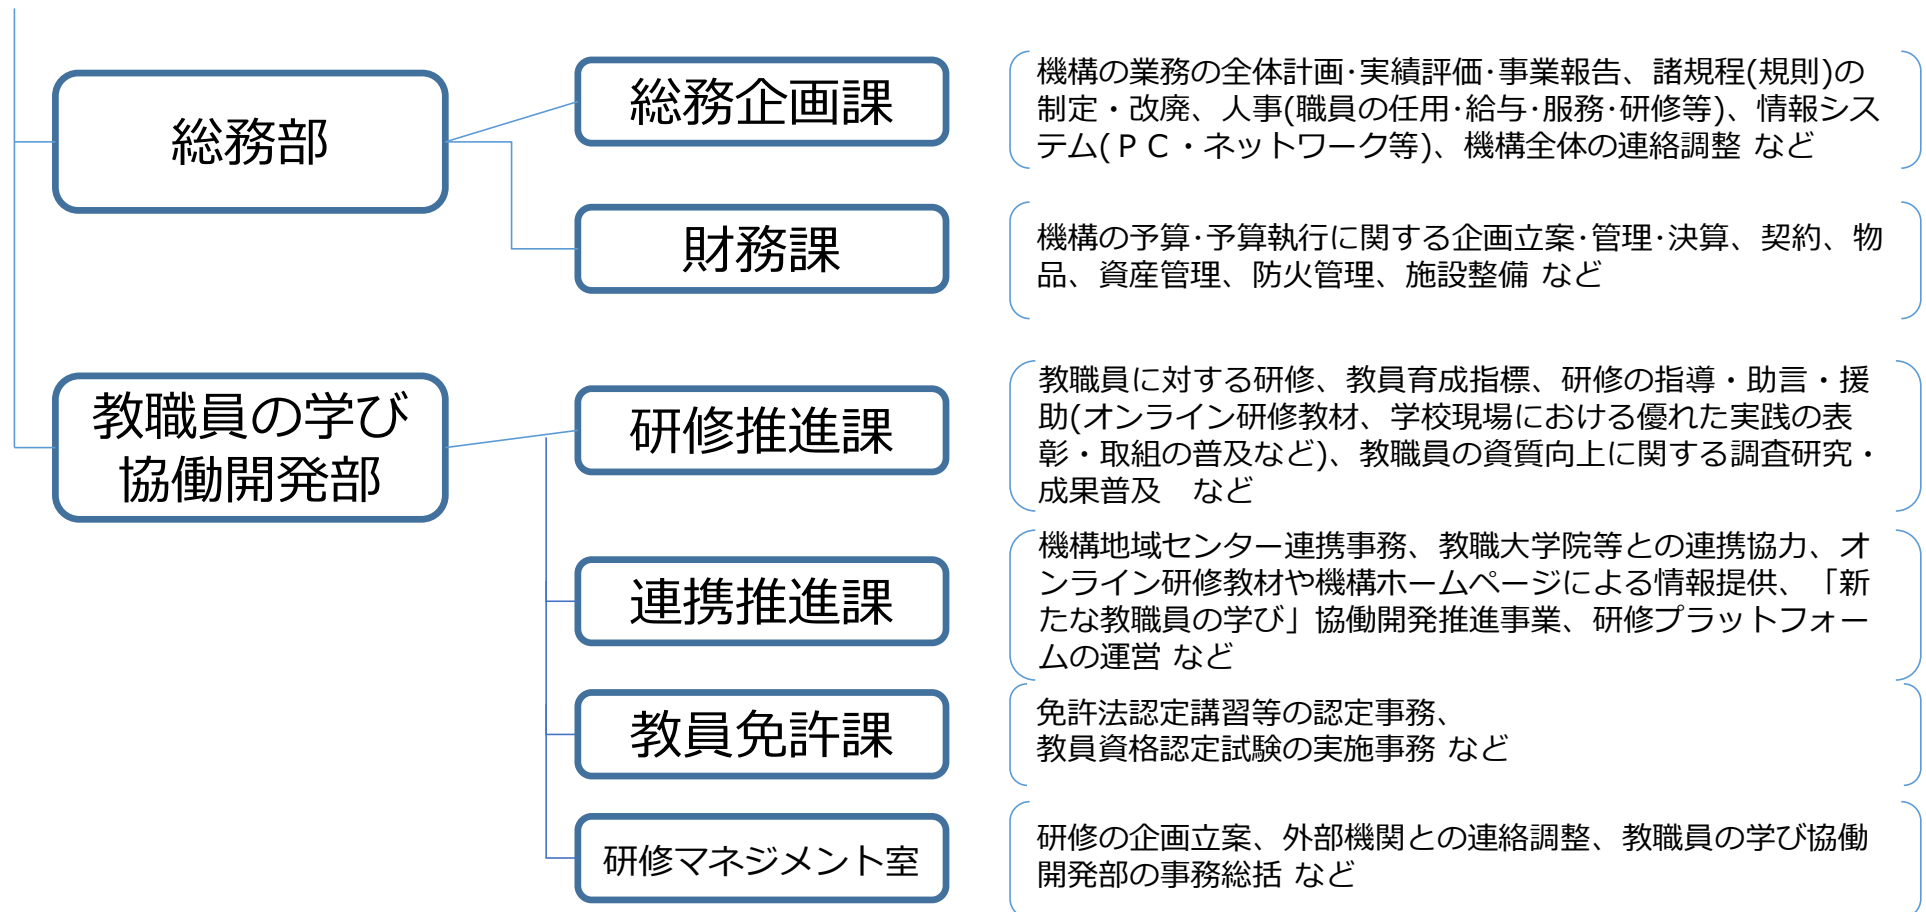 総務部
総務企画課
機構の業務の全体計画･実績評価･事業報告、諸規程(規則)の
制定・改廃、人事(職員の任用･給与･服務･研修等)、情報シス
テム(ＰＣ・ネットワーク等)、機構全体の連絡調整 など
財務課
機構の予算･予算執行に関する企画立案･管理･決算、契約、物
品、資産管理、防火管理、施設整備 など
教職員の学び
協働開発部
研修推進課
教職員に対する研修、教員育成指標、研修の指導・助言・援
助(オンライン研修教材、学校現場における優れた実践の表
彰・取組の普及など)、教職員の資質向上に関する調査研究・
成果普及　など
連携推進課
機構地域センター連携事務、教職大学院等との連携協力、オ
ンライン研修教材や機構ホームページによる情報提供、「新
たな教職員の学び」協働開発推進事業、研修プラットフォー
ムの運営 など
教員免許課
免許法認定講習等の認定事務、
教員資格認定試験の実施事務 など
研修マネジメント室
研修の企画立案、外部機関との連絡調整、教職員の学び協働
開発部の事務総括 など